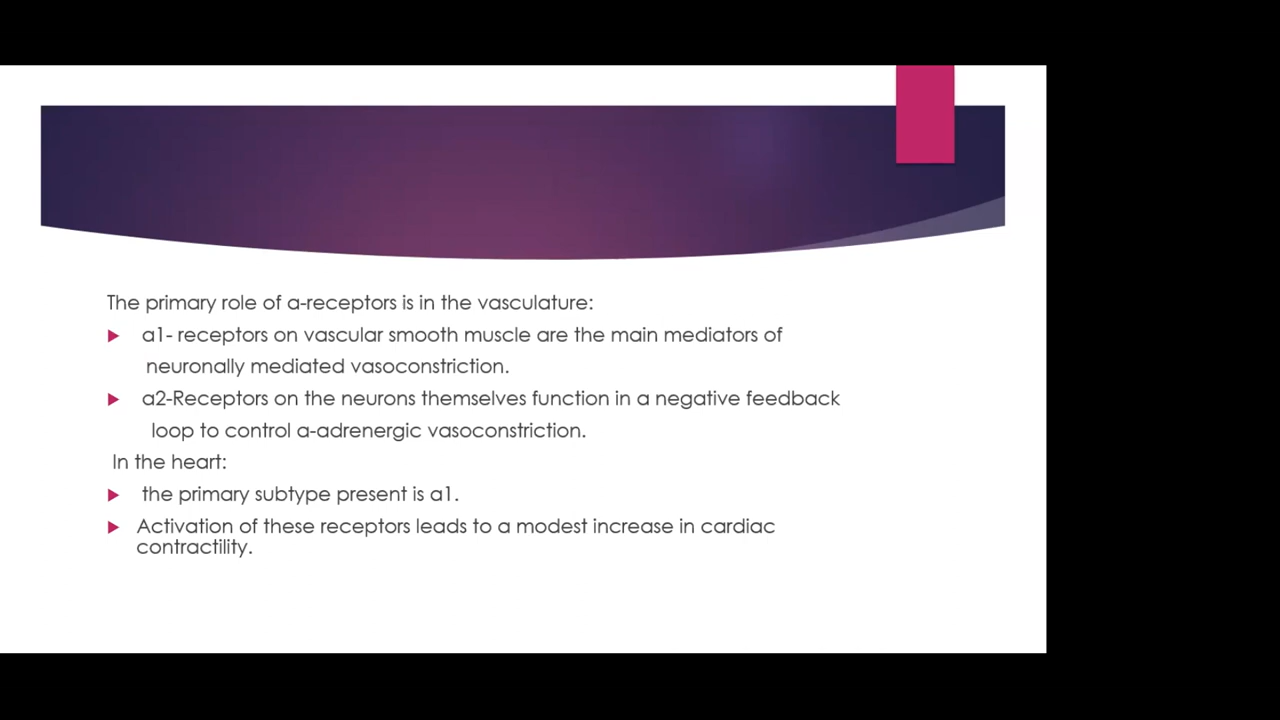 The primary role of a-receptors is in the vasculature:
a1- receptors on vascular smooth muscle are the main mediators of
neuronally mediated vasoconstriction.
a2-Receptors on the neurons themselves function in a negative feedback
loop to control a-adrenergic vasoconstriction.
In the heart:
the primary subtype present is a1.
Activation of these receptors leads to a modest increase in cardiac
contractility.